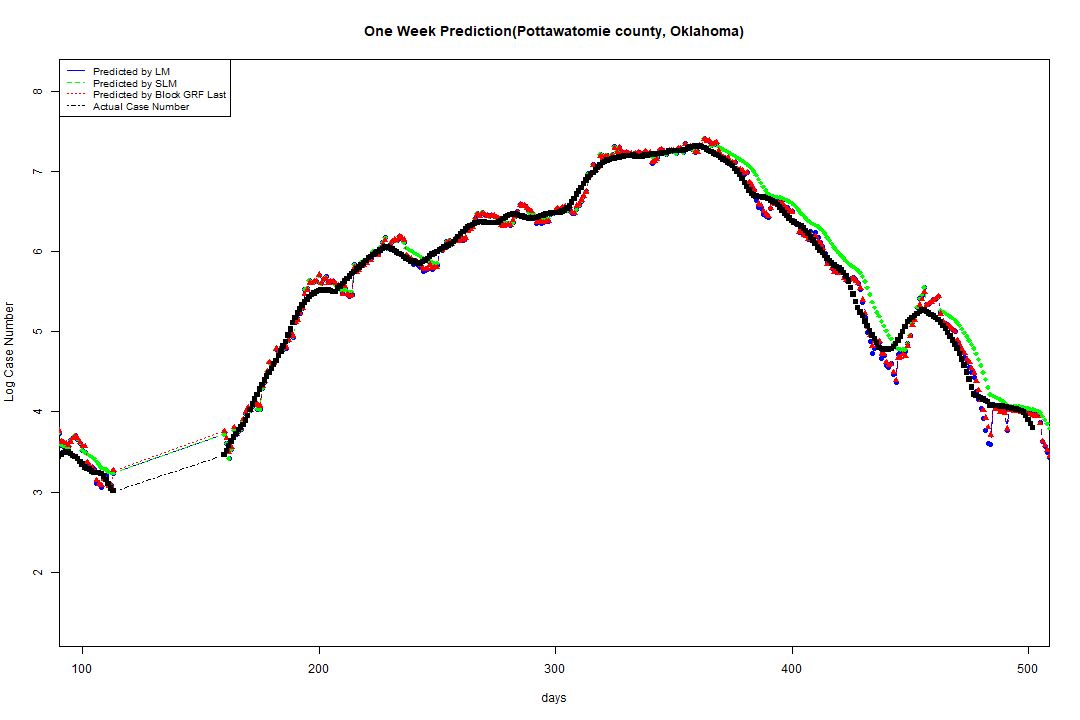 One Week Prediction(Pottawatomie county, Oklahoma)
Predicted by LM
Predicted by SLM
Predicted by Block GRF Last
Actual Case Number
8
7
6
5
4
3
2
Log Case Number
100 200 300 400 500
days